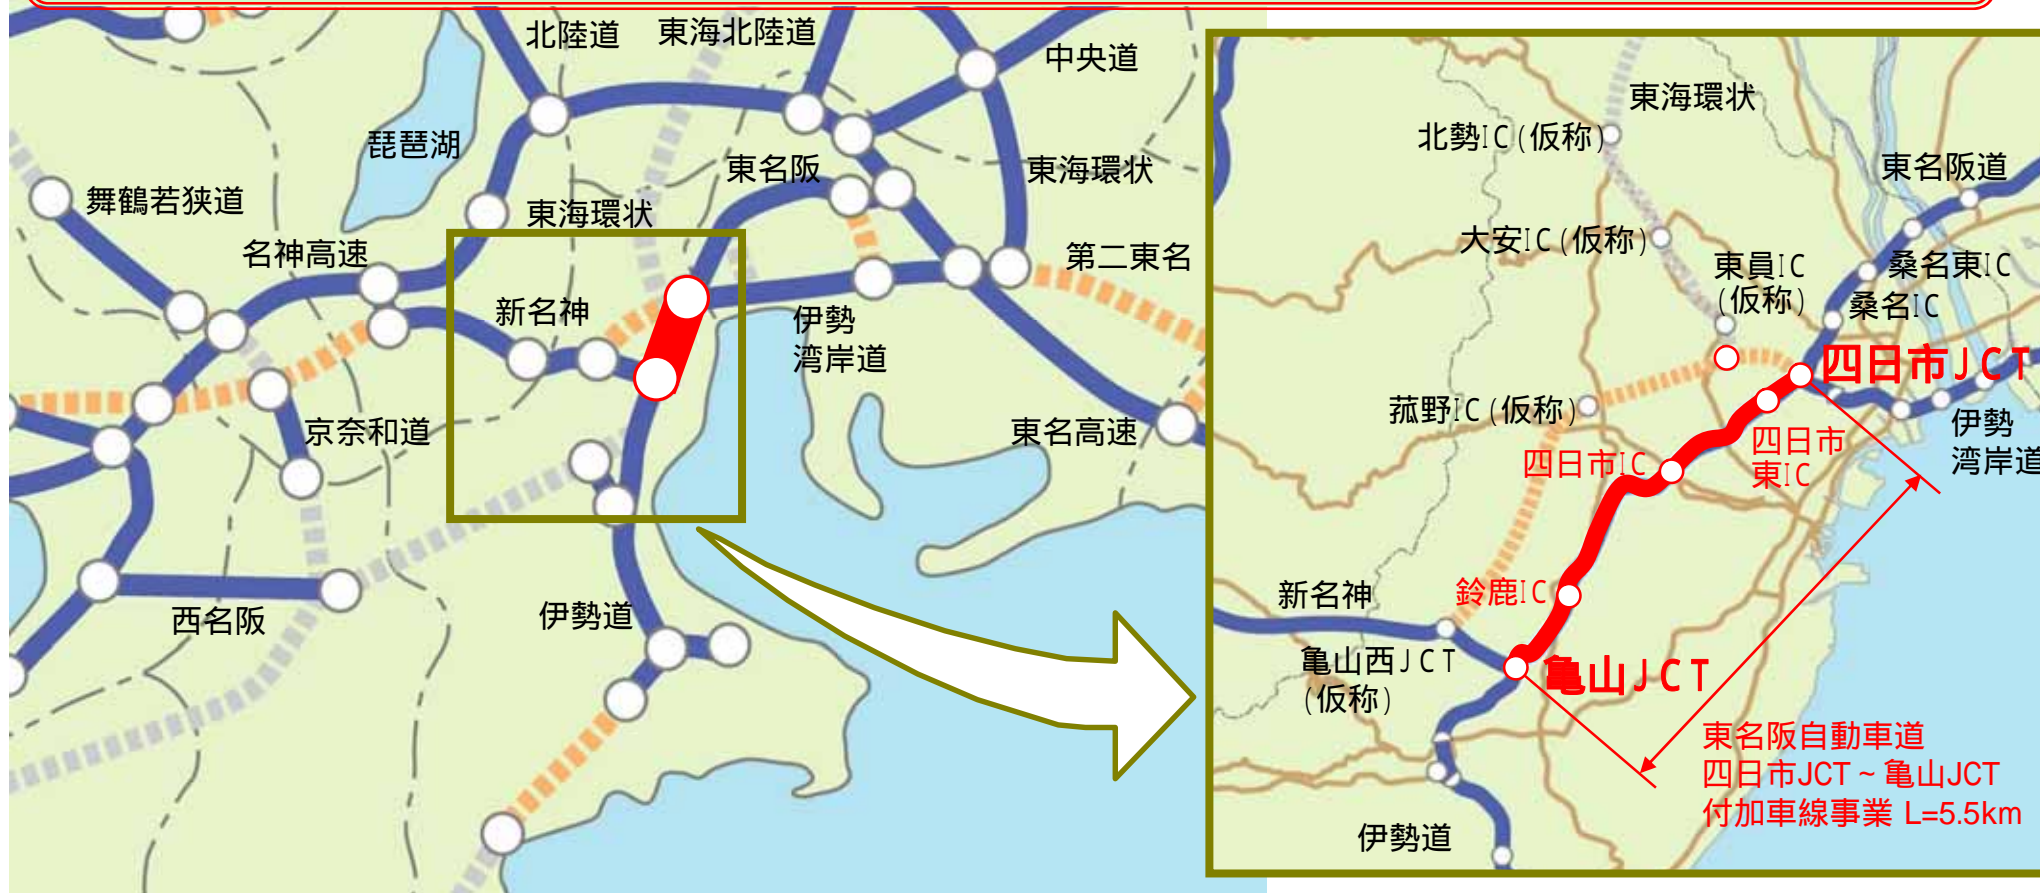 北陸道
東海北陸道
中央道
琵琶湖
東名阪
東海環状
舞鶴若狭道
東海環状
名神高速
第二東名
新名神
伊勢
湾岸道
京奈和道
東名高速
西名阪
伊勢道
東海環状
北勢IC(仮称)
東名阪道
大安IC(仮称)
東員IC
(仮称)
桑名東IC
桑名IC
四日市JCT
菰野IC(仮称)
四日市
東IC
伊勢
湾岸道
四日市IC
新名神
鈴鹿IC
亀山西JCT
(仮称)
亀山JCT
東名阪自動車道
四日市JCT ~ 亀山JCT
付加車線事業 L=5.5km
伊勢道